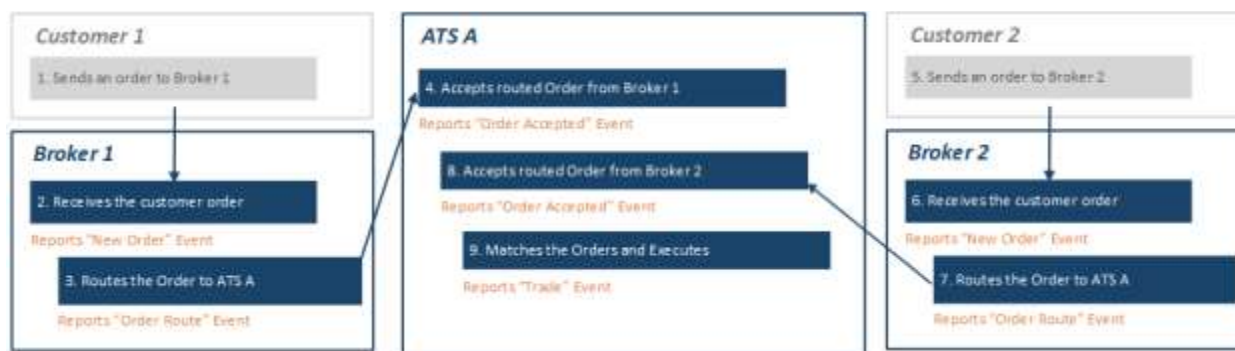 Customer 1
1. Sends an order to Broker 1
Broker 1
2. Receives the customer order
Reports "New Order" Event
3. Routes the Order to ATS A
Reports "Order Route" Event
ATS A
4. Accepts routed Order from Broker 1
Reports "Order Accepted" Event
8. Accepts routed Order from Broker 2
Reports "Order Accepted" Event
9. Matches the Orders and Executes
Reports "Trade" Event
Customer 2
5. Sends an order to Broker 2
Broker 2
6. Receives the customer order
Reports "New Order" Event
7. Routes the Order to ATS A
Reports "Order Route" Event